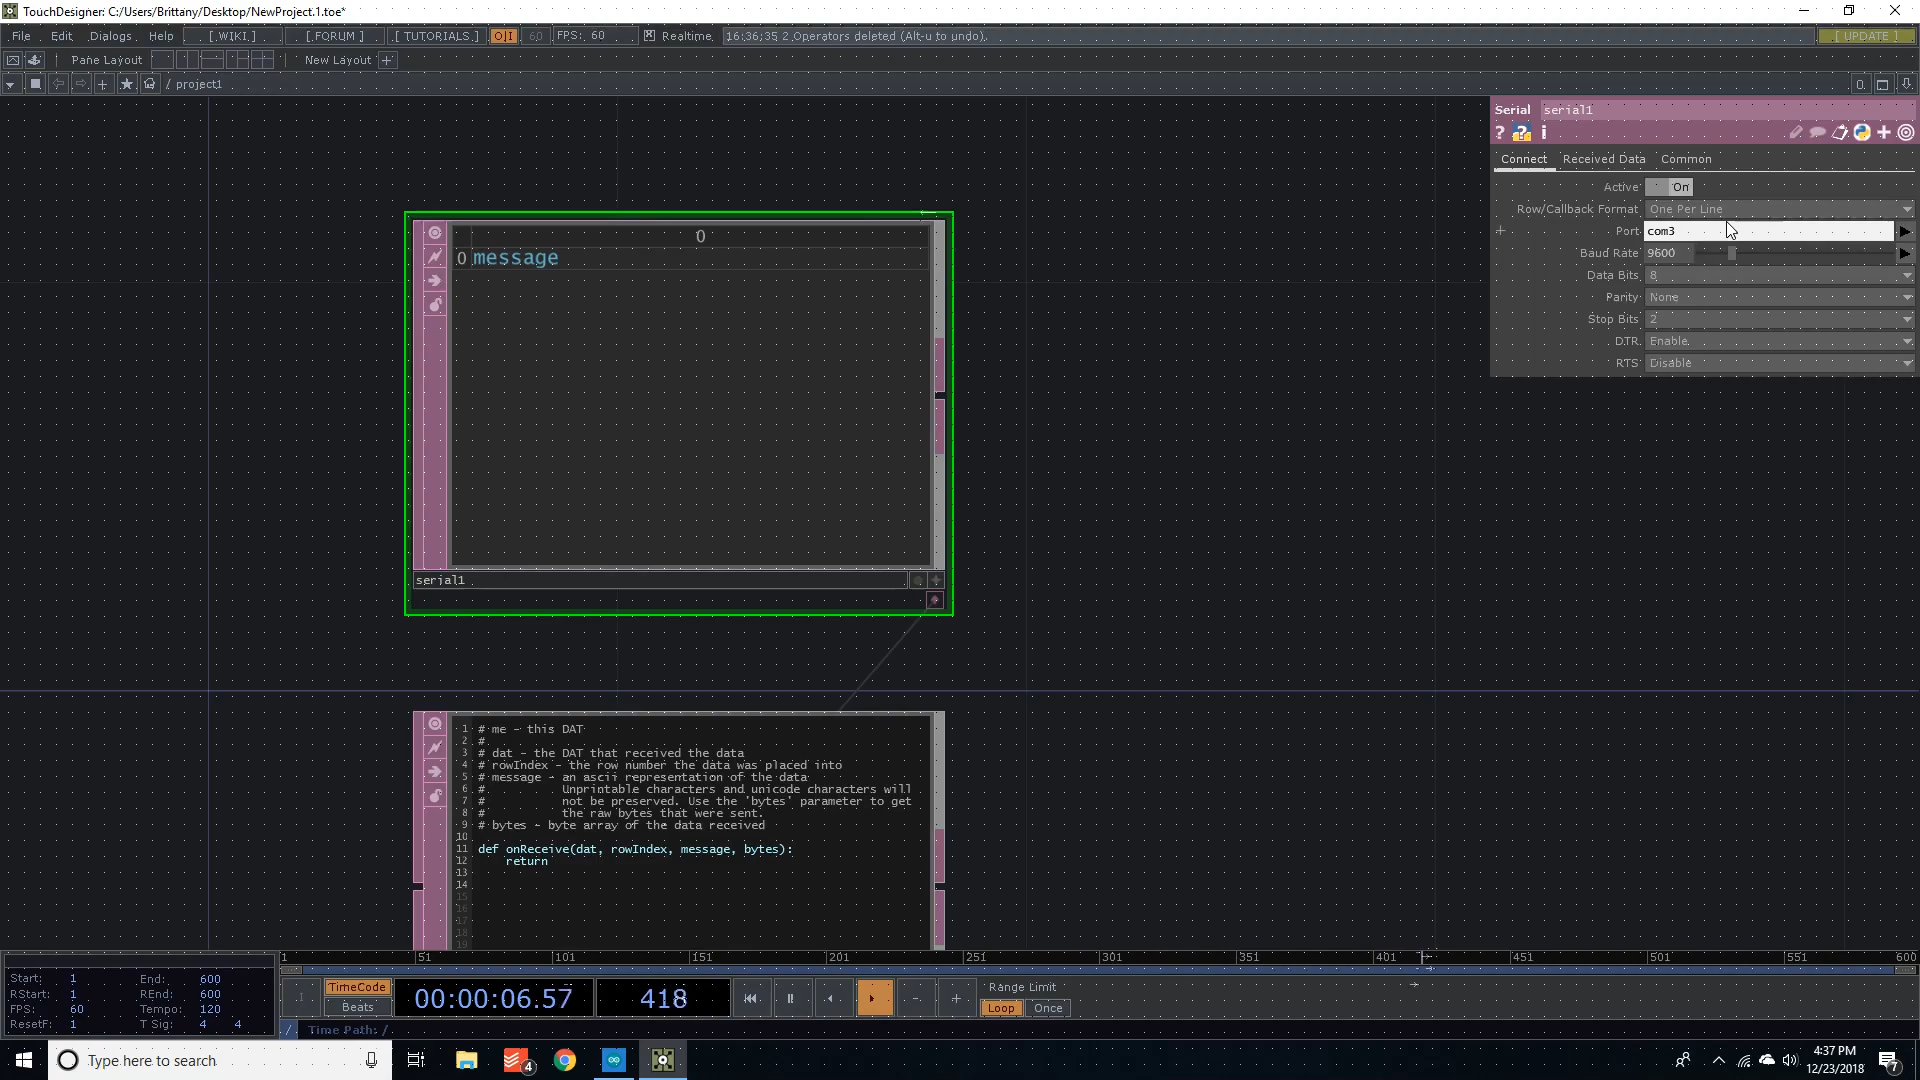 TouchDesigner: C:/Users/Brittany/Desktop/NewProject.1.toe*
File Edit Dialogs Help [ WIKI ] [ FORUM ] [ TUTORIALS ] O|I 60 FPS: 60 Realtime 16:36:35 2 Operators deleted (Alt-u to undo). [ UPDATE ]
Pane Layout New Layout +
/ project1 0
Serial serial1
? ? i
Connect Received Data Common
Active On
Row/Callback Format One Per Line
Port com3
Baud Rate 9600
Data Bits 8
Parity None
Stop Bits 2
DTR Enable
RTS Disable
0
0 message
serial1
1 # me - this DAT
2 #
3 # dat - the DAT that received the data
4 # rowIndex - the row number the data was placed into
5 # message - an ascii representation of the data
6 # Unprintable characters and unicode characters will
7 # not be preserved. Use the 'bytes' parameter to get
8 # the raw bytes that were sent.
9 # bytes - byte array of the data received
10
11 def onReceive(dat, rowIndex, message, bytes):
12 return
13
14
15
16
17
18
19
1 51 101 151 201 251 301 351 401 451 501 551 600
Start: 1 End: 600
RStart: 1 REnd: 600
FPS: 60 Tempo: 120
ResetF: 1 T Sig: 4 4
TimeCode
Beats
00:00:06.57 418
Range Limit
Loop Once
/ Time Path: /
Type here to search
4
4:37 PM
12/23/2018
7